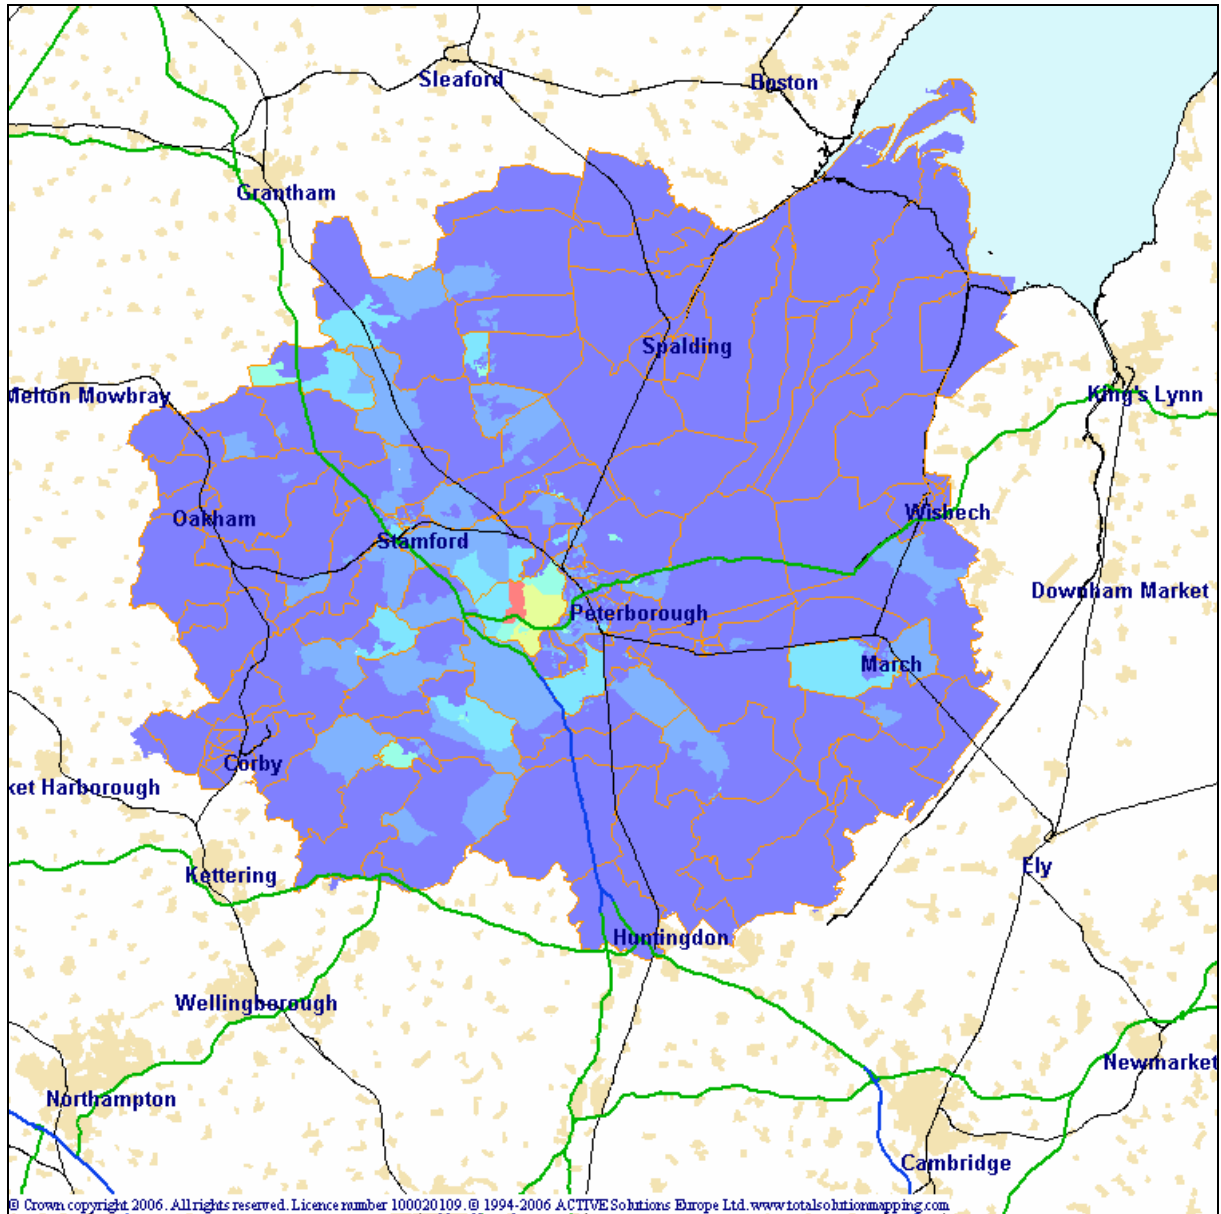 Sleaford
Boston
Grantham
Spalding
Melton Mowbray
King's Lynn
Wisbech
Oakham
Stamford
Downham Market
Peterborough
March
Corby
ket Harborough
Ely
Kettering
Huntingdon
Wellingborough
Newmarket
Northampton
Cambridge
© Crown copyright 2006. All rights reserved. Licence number 100020109. © 1994-2006 ACTIVE Solutions Europe Ltd. www.totalsolutionmapping.com